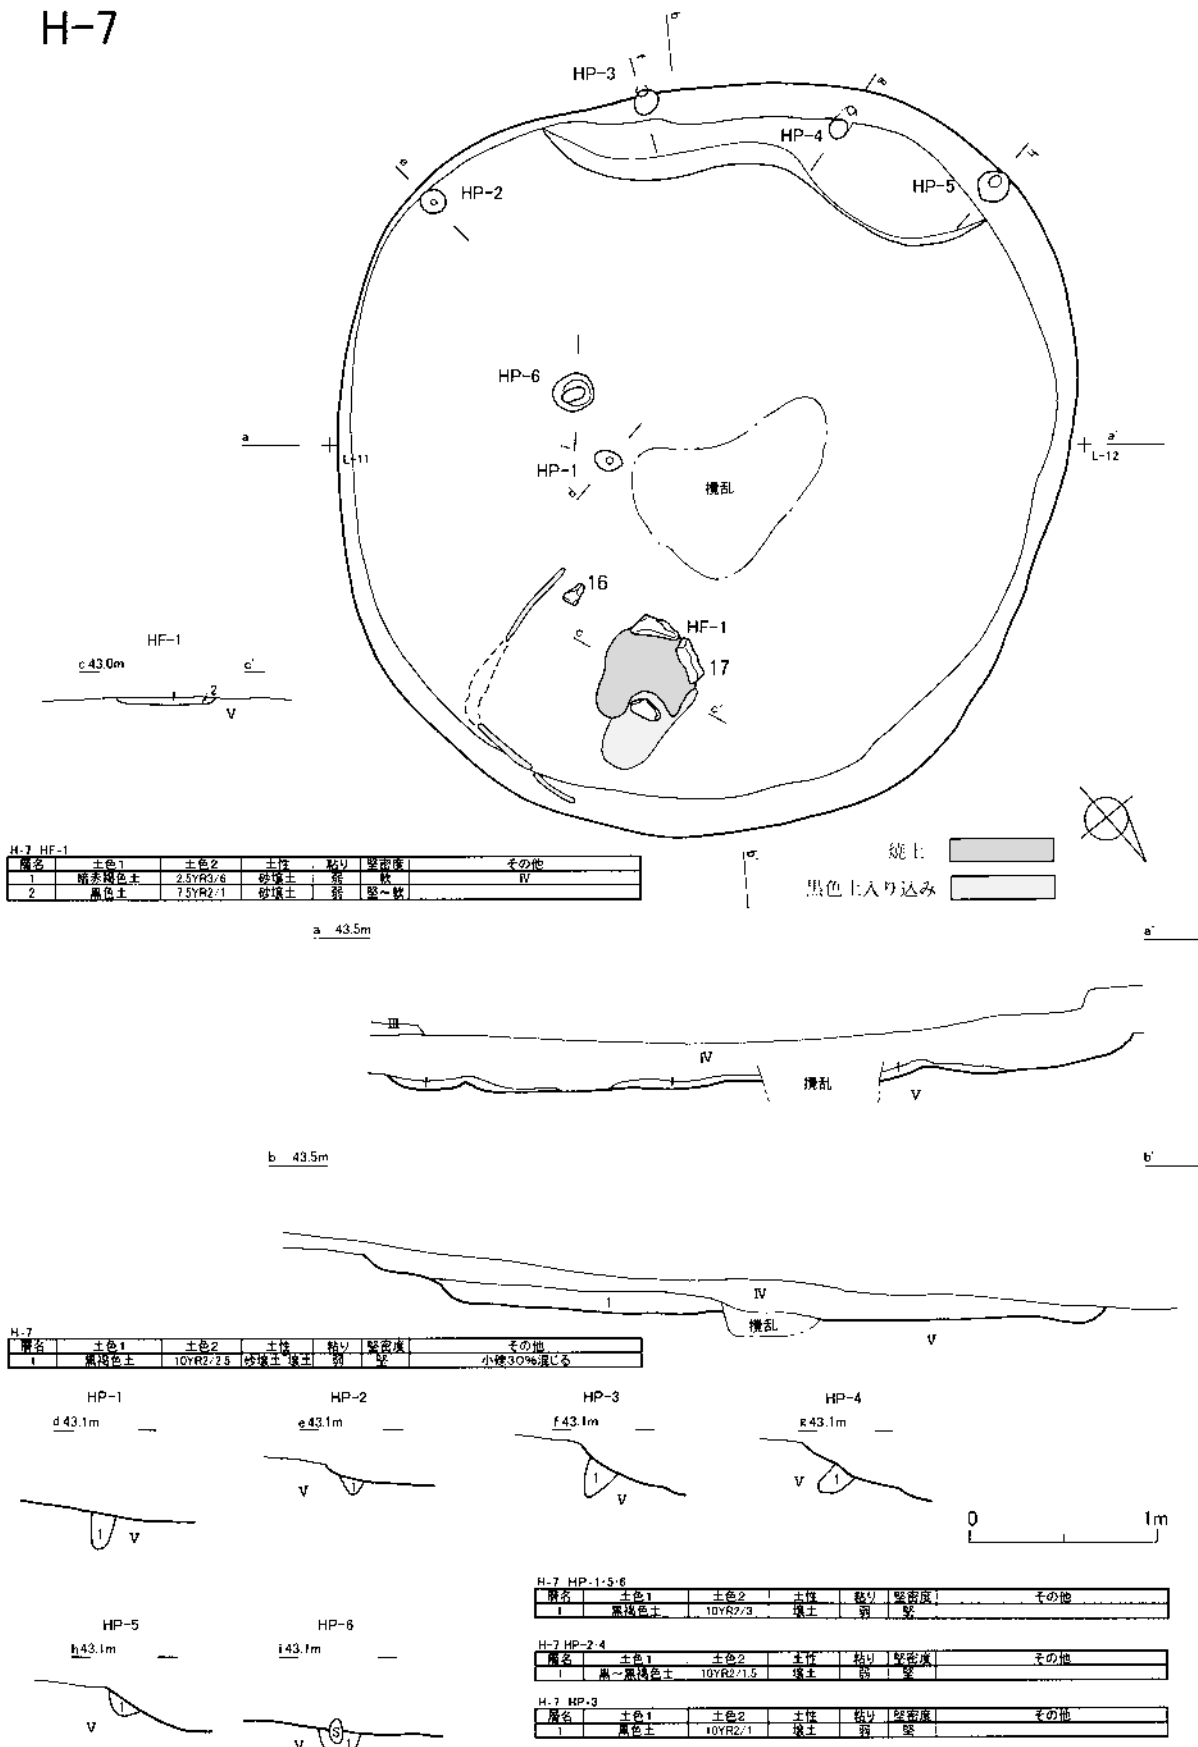 H-7
HP-3
HP-4
HP-5
HP-2
HP-6
a
a'
L-11
L-12
HP-1
攪乱
16
HF-1
17
c
c'
HF-1
c 43.0m c'
1 2
V
H-7 HF-1
層名 土色1 土色2 土性 粘り 堅密度 その他
1 暗赤褐色土 2.5YR3/6 砂壌土 弱 軟 IV
2 黒色土 7.5YR2/1 砂壌土 弱 堅~軟
焼土
黒色土入り込み
a 43.5m a'
III
IV
1 1 攪乱 1
V
b 43.5m b'
IV
1
攪乱
V
H-7
層名 土色1 土色2 土性 粘り 堅密度 その他
1 黒褐色土 10YR2/2.5 砂壌土 壌土 弱 堅 小礫30%混じる
HP-1 HP-2 HP-3 HP-4
d 43.1m e 43.1m f 43.1m g 43.1m
1 V
V 1
1 V
V 1
0 1m
HP-5 HP-6
h 43.1m i 43.1m
V 1
V S 1
H-7 HP-1・5・6
層名 土色1 土色2 土性 粘り 堅密度 その他
1 黒褐色土 10YR2/3 壌土 弱 堅
H-7 HP-2・4
層名 土色1 土色2 土性 粘り 堅密度 その他
1 黒~黒褐色土 10YR2/1.5 壌土 弱 堅
H-7 HP-3
層名 土色1 土色2 土性 粘り 堅密度 その他
1 黒色土 10YR2/1 壌土 弱 堅